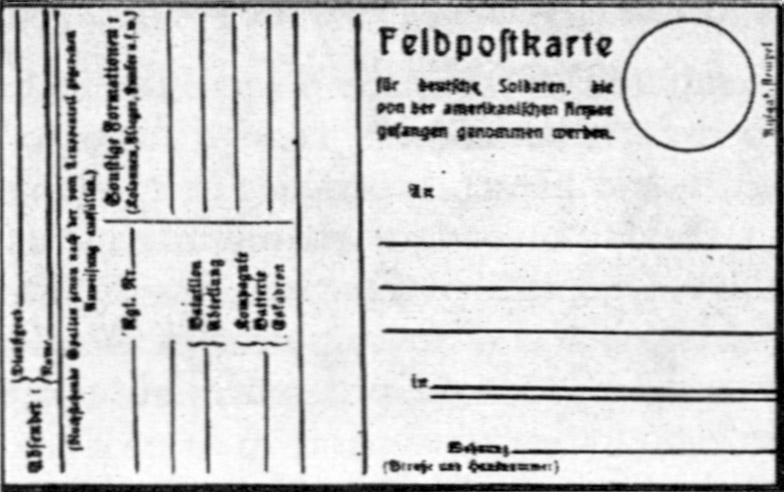 Feldpostkarte
für deutsche Soldaten, die
von der amerikanischen Armee
gefangen genommen werden.
An
in
Wohnung
(Straße und Hausnummer)
Absender:
Dienstgrad
Name
(Nachstehende Spalten genau nach der vom Truppenteil gegebenen
Anweisung ausfüllen.)
Sonstige Formationen:
(Kolonnen, Flieger, Funker u.s.w.)
Rgt. Nr.
Bataillon
Abteilung
Kompagnie
Batterie
Eskadron